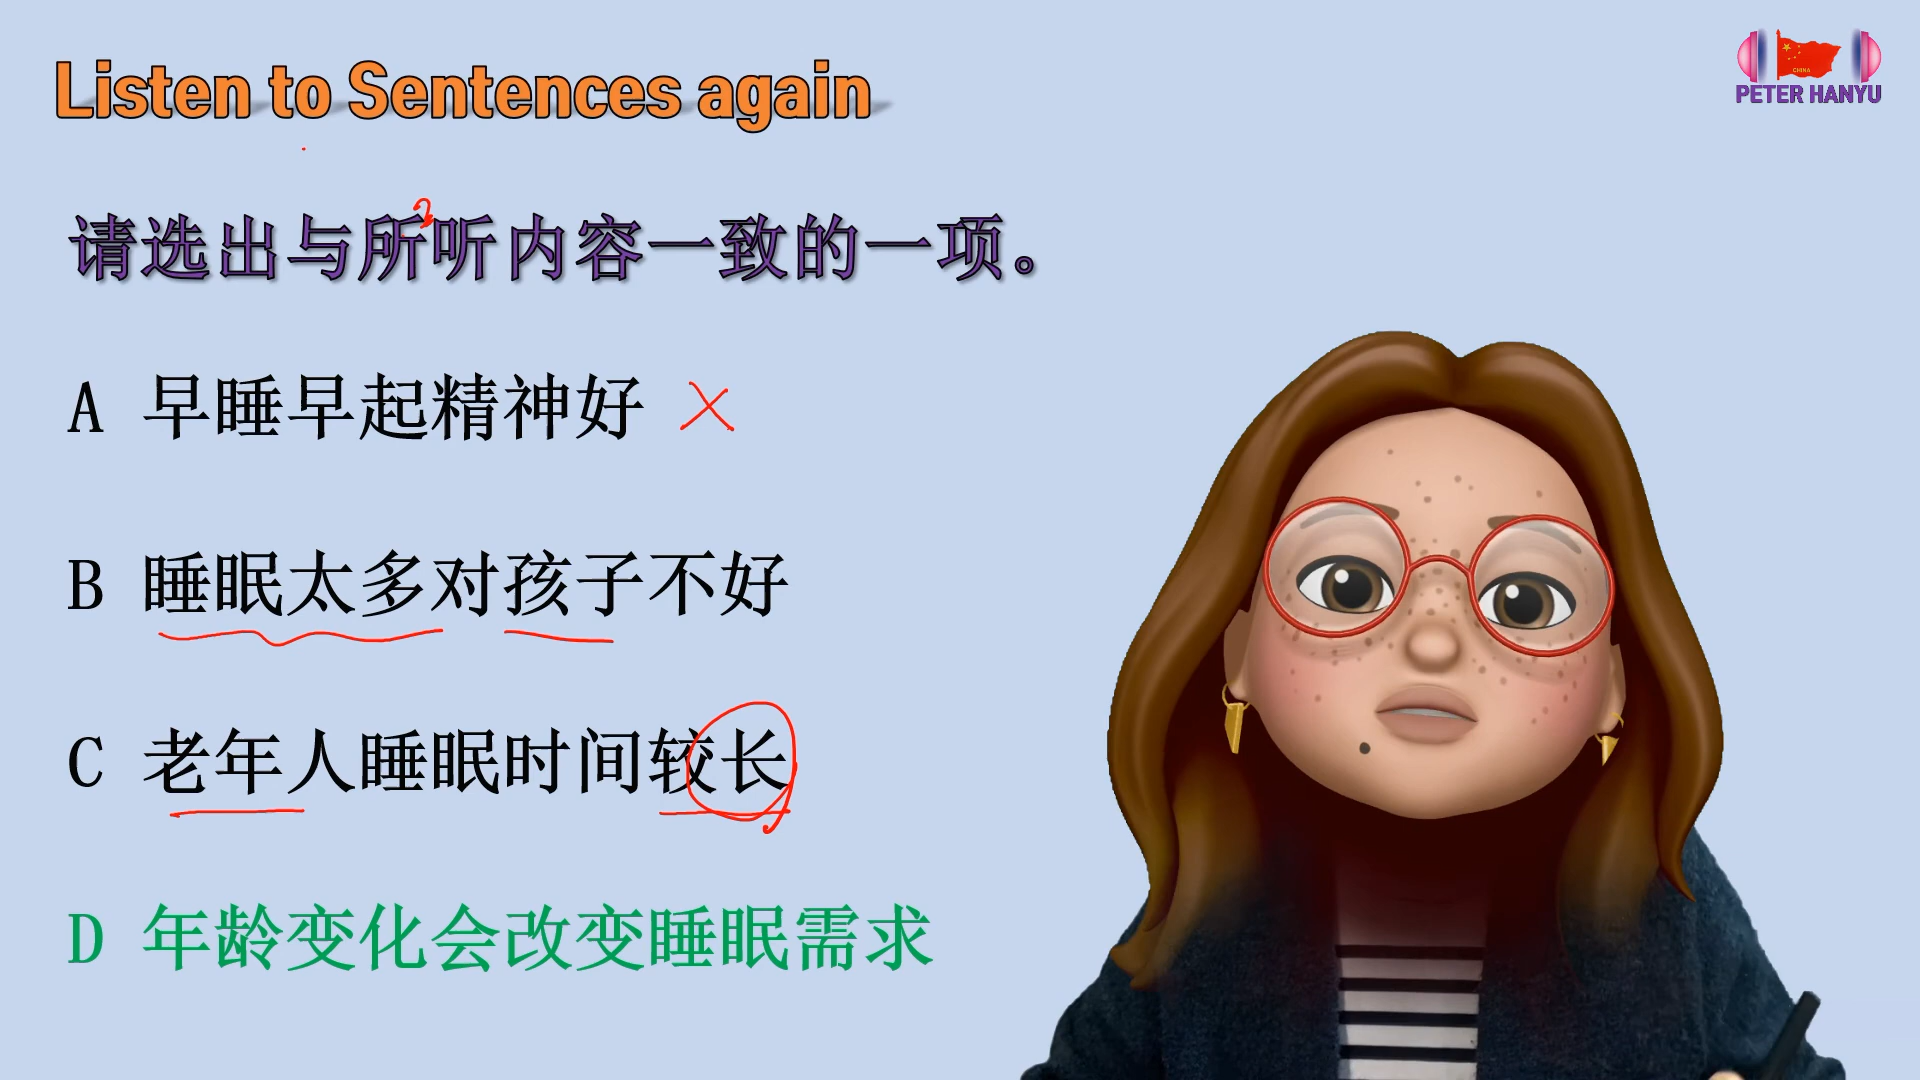 Listen to Sentences again
CHINA
PETER HANYU
请选出与所听内容一致的一项。
A 早睡早起精神好
B 睡眠太多对孩子不好
C 老年人睡眠时间较长
D 年龄变化会改变睡眠需求